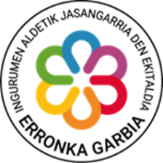 INGURUMEN ALDETIK JASANGARRIA DEN EKITALDIA
ERRONKA GARBIA